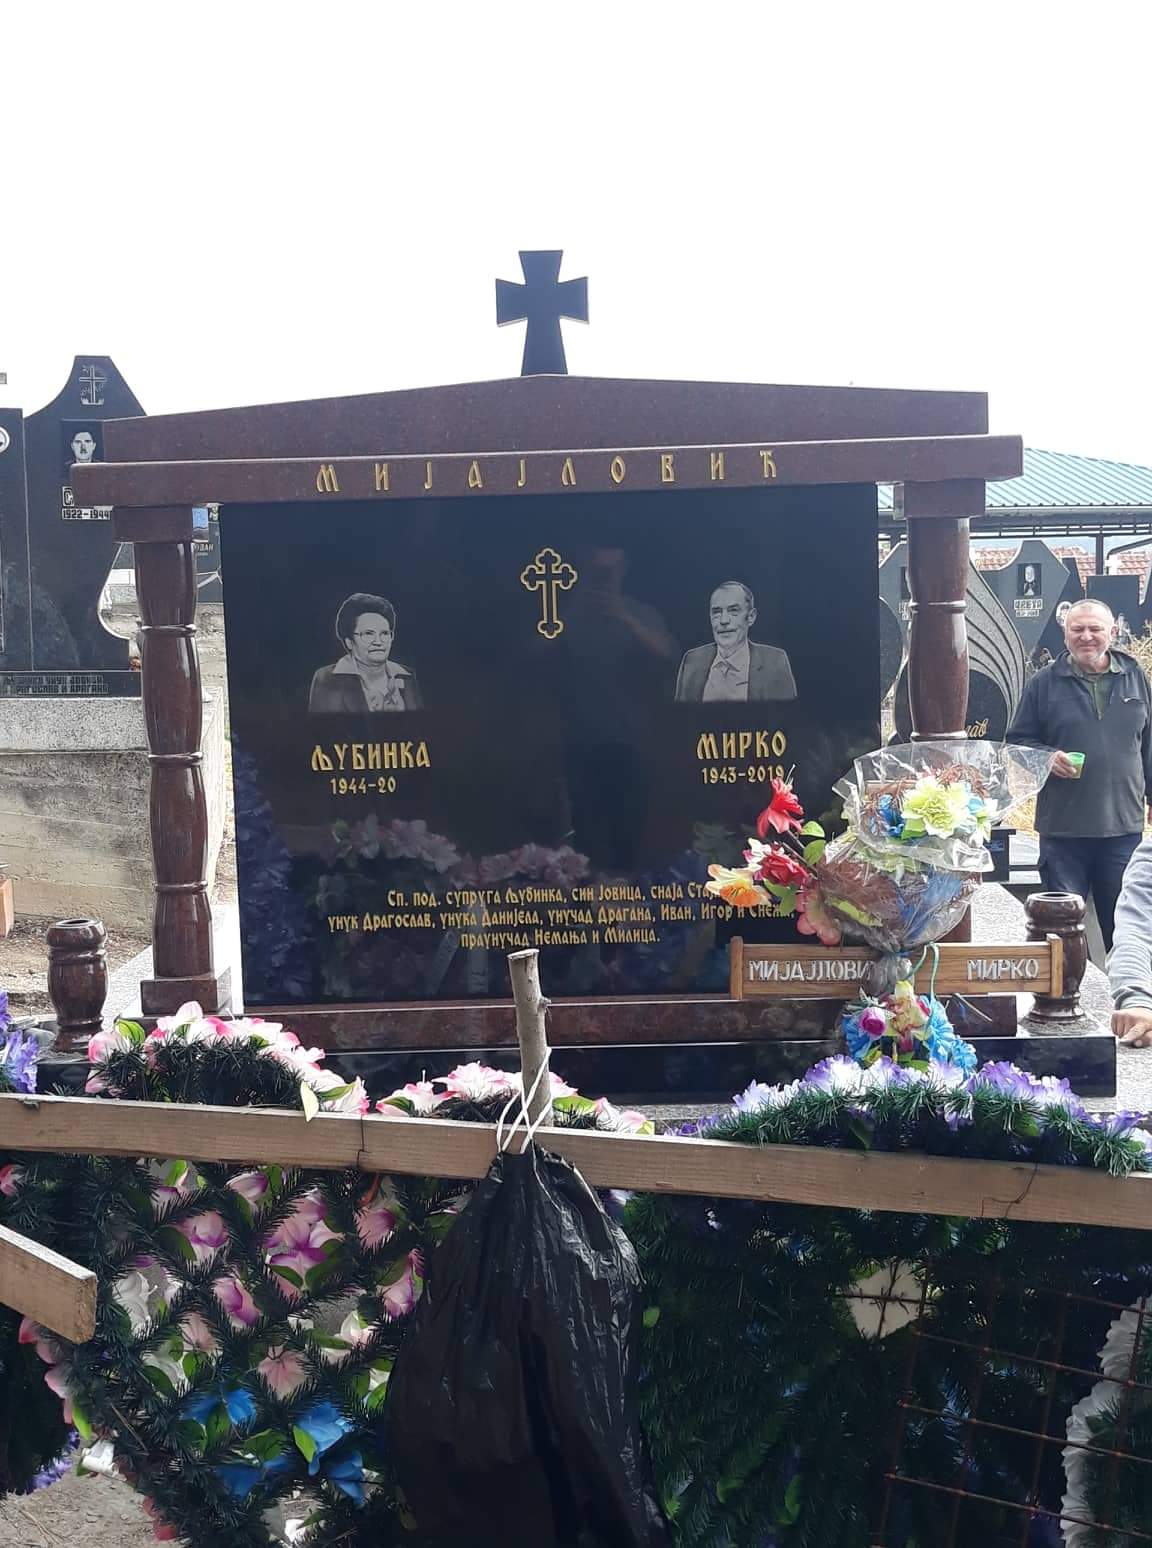 МИЈАЈЛОВИЋ
ЉУБИНКА
1944-20
МИРКО
1943-2019
Сп. под. супруга Љубинка, син Јовица, снаја
унук Драгослав, унука Данијела, унучад Драгана, Иван, Игор и
праунучад Немања и Милица.
МИЈАЈЛОВИ МИРКО
1922-1944